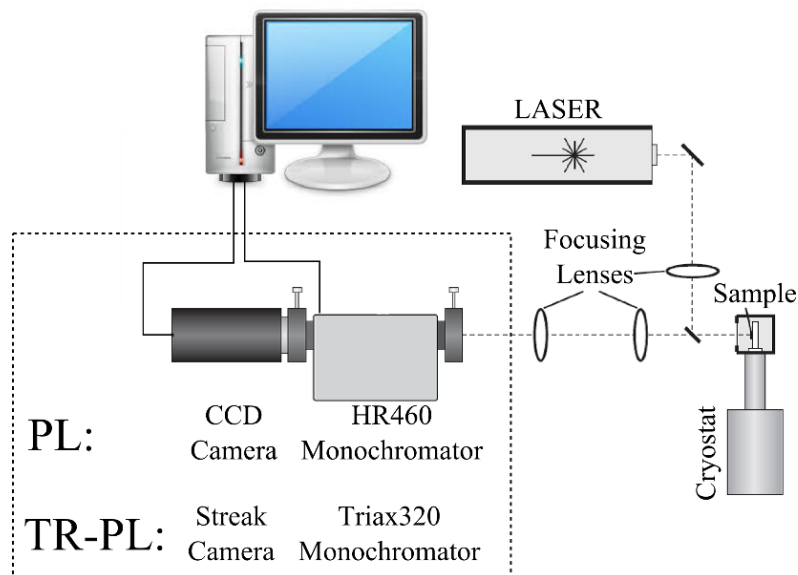 LASER
Focusing
Lenses
Sample
Cryostat
PL:
CCD
Camera
HR460
Monochromator
TR-PL:
Streak
Camera
Triax320
Monochromator